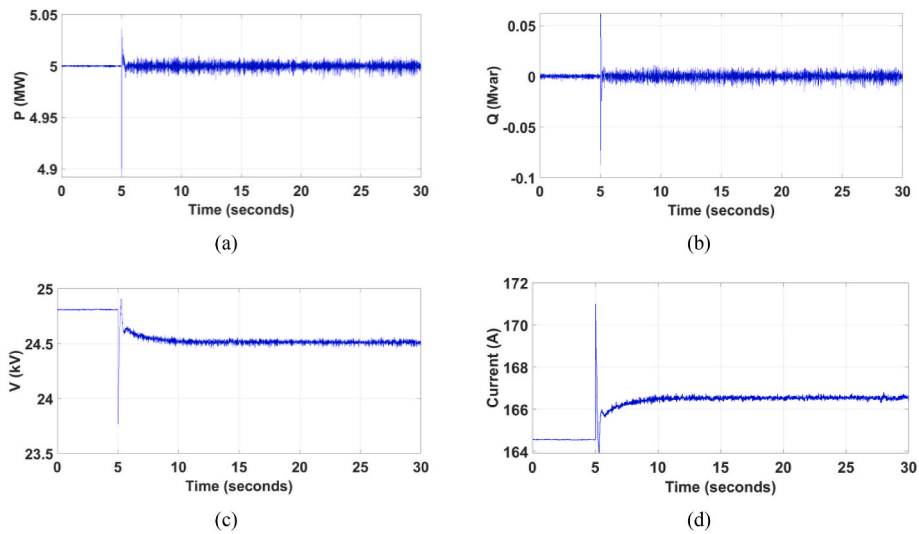 5.05
5
4.95
4.9
P (MW)
0 5 10 15 20 25 30
Time (seconds)
(a)
0.05
0
-0.05
-0.1
Q (Mvar)
0 5 10 15 20 25 30
Time (seconds)
(b)
25
24.5
24
23.5
V (kV)
0 5 10 15 20 25 30
Time (seconds)
(c)
172
170
168
166
164
Current (A)
0 5 10 15 20 25 30
Time (seconds)
(d)